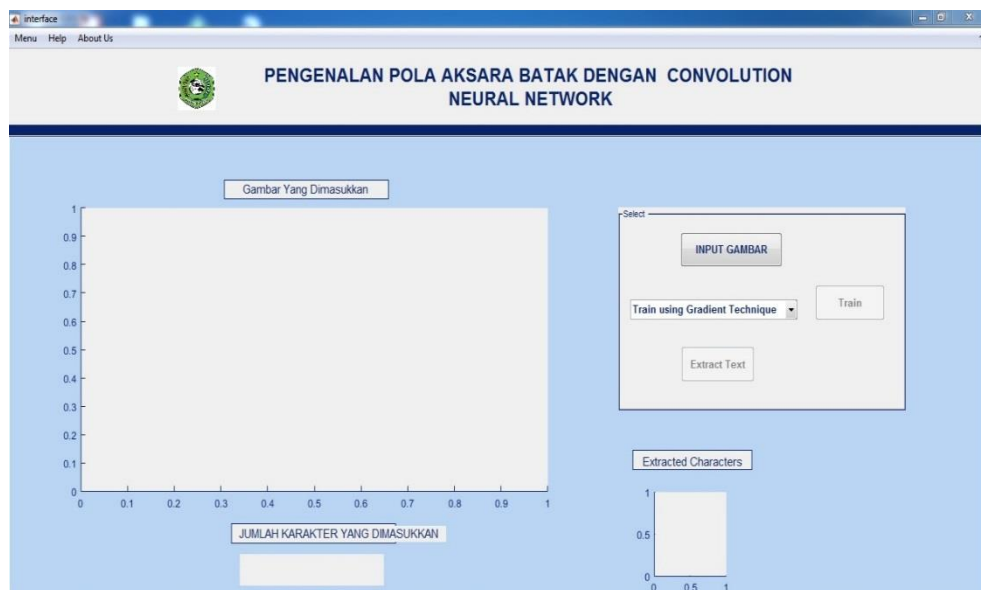 interface
Menu Help About Us
PENGENALAN POLA AKSARA BATAK DENGAN CONVOLUTION
NEURAL NETWORK
Gambar Yang Dimasukkan
1
0.9
0.8
0.7
0.6
0.5
0.4
0.3
0.2
0.1
0
0 0.1 0.2 0.3 0.4 0.5 0.6 0.7 0.8 0.9 1
JUMLAH KARAKTER YANG DIMASUKKAN
Select
INPUT GAMBAR
Train using Gradient Technique
Train
Extract Text
Extracted Characters
1
0.5
0
0 0.5 1